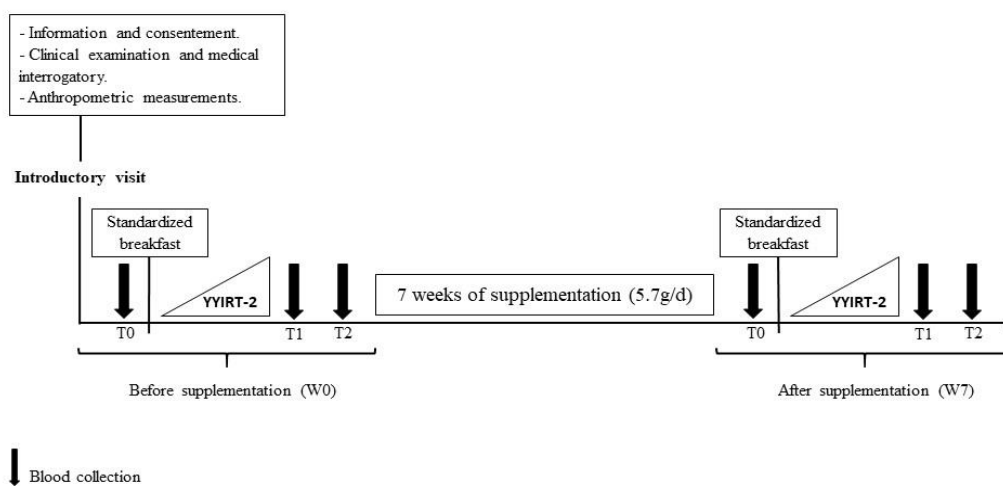 - Information and consentement.
- Clinical examination and medical
interrogatory.
- Anthropometric measurements.
Introductory visit
Standardized
breakfast
YYIRT-2
T0
T1
T2
7 weeks of supplementation (5.7g/d)
Standardized
breakfast
YYIRT-2
T0
T1
T2
Before supplementation (W0)
After supplementation (W7)
Blood collection